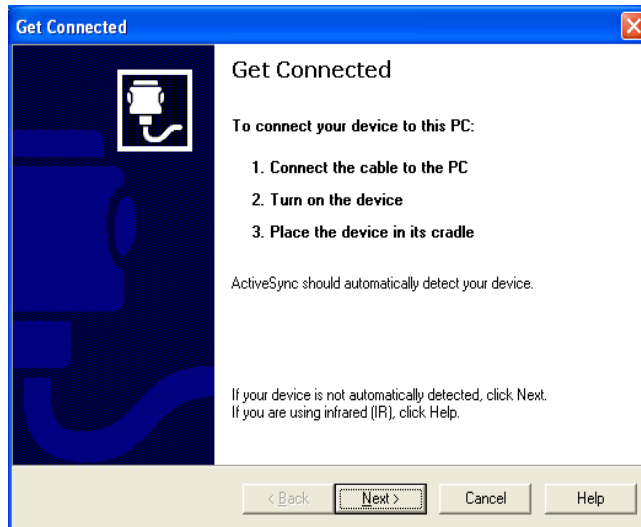 Get Connected
Get Connected
To connect your device to this PC:
1. Connect the cable to the PC
2. Turn on the device
3. Place the device in its cradle
ActiveSync should automatically detect your device.
If your device is not automatically detected, click Next.
If you are using infrared (IR), click Help.
< Back Next > Cancel Help